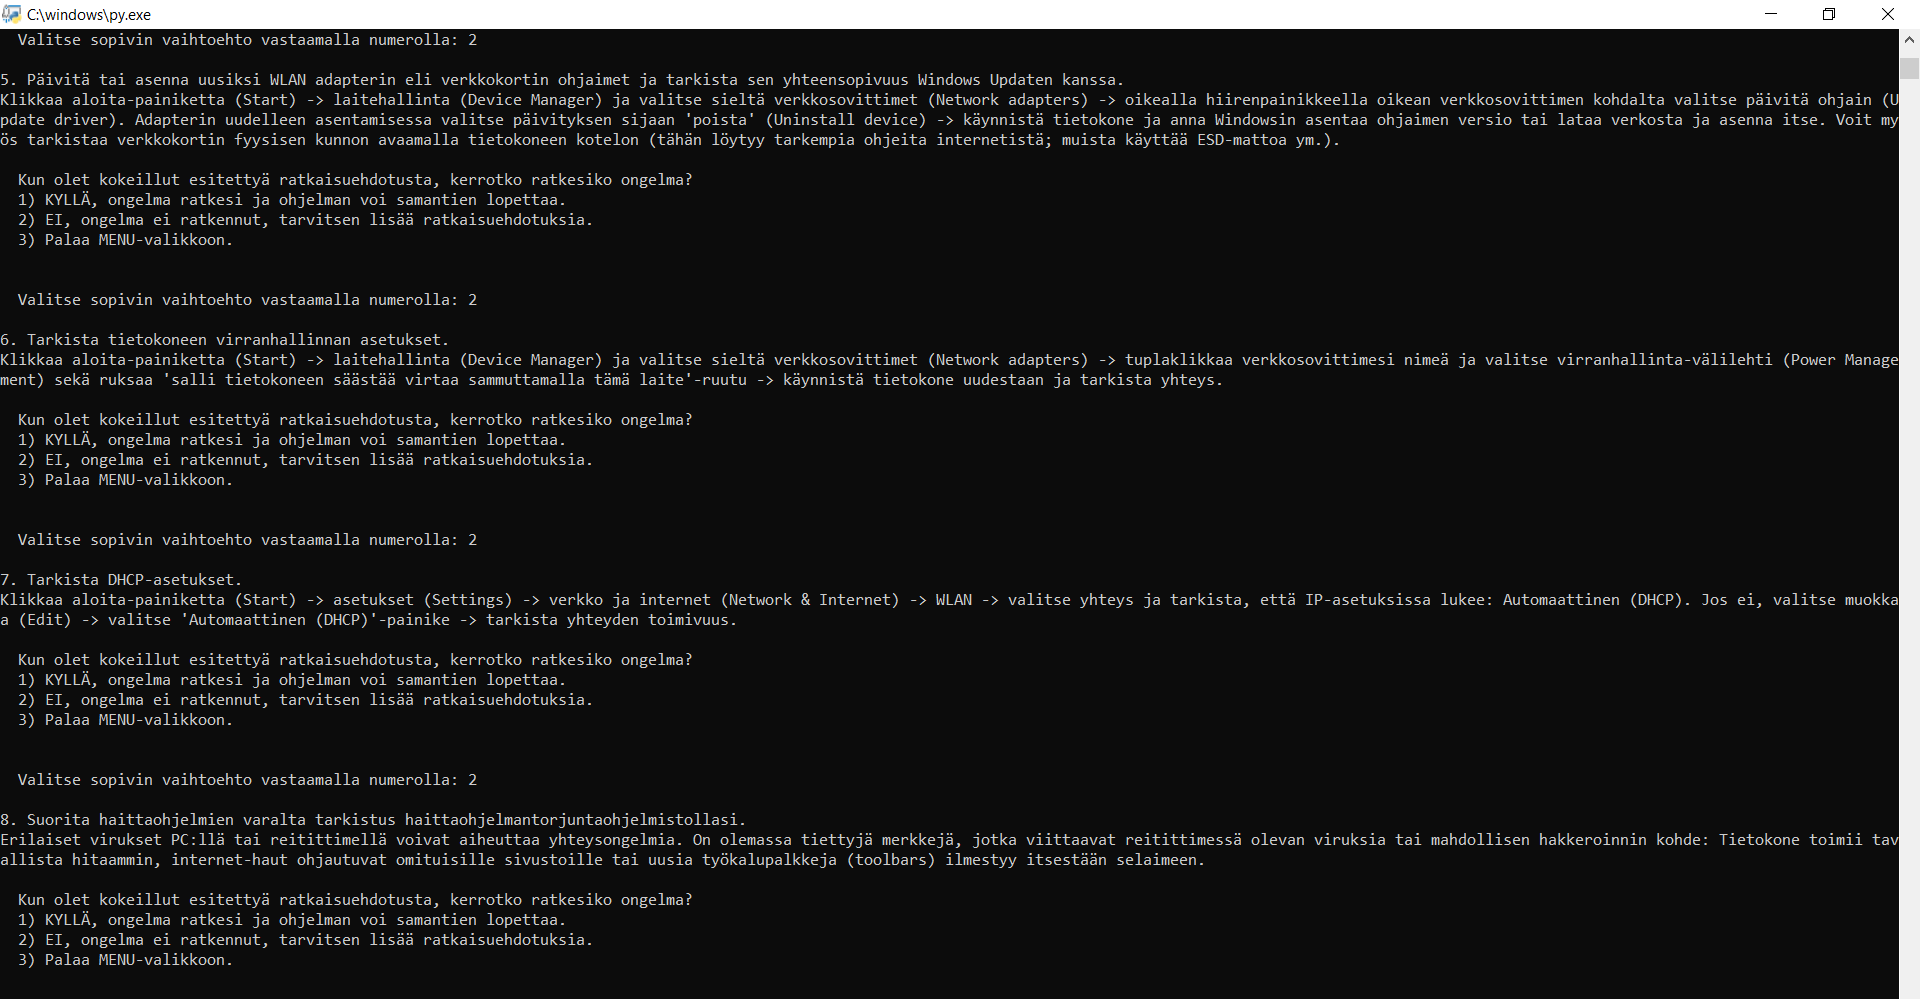 C:\windows\py.exe
Valitse sopivin vaihtoehto vastaamalla numerolla: 2
5. Päivitä tai asenna uusiksi WLAN adapterin eli verkkokortin ohjaimet ja tarkista sen yhteensopivuus Windows Updaten kanssa.
Klikkaa aloita-painiketta (Start) -> laitehallinta (Device Manager) ja valitse sieltä verkkosovittimet (Network adapters) -> oikealla hiirenpainikkeella oikean verkkosovittimen kohdalta valitse päivitä ohjain (U
pdate driver). Adapterin uudelleen asentamisessa valitse päivityksen sijaan 'poista' (Uninstall device) -> käynnistä tietokone ja anna Windowsin asentaa ohjaimen versio tai lataa verkosta ja asenna itse. Voit my
ös tarkistaa verkkokortin fyysisen kunnon avaamalla tietokoneen kotelon (tähän löytyy tarkempia ohjeita internetistä; muista käyttää ESD-mattoa ym.).
Kun olet kokeillut esitettyä ratkaisuehdotusta, kerrotko ratkesiko ongelma?
1) KYLLÄ, ongelma ratkesi ja ohjelman voi samantien lopettaa.
2) EI, ongelma ei ratkennut, tarvitsen lisää ratkaisuehdotuksia.
3) Palaa MENU-valikkoon.
Valitse sopivin vaihtoehto vastaamalla numerolla: 2
6. Tarkista tietokoneen virranhallinnan asetukset.
Klikkaa aloita-painiketta (Start) -> laitehallinta (Device Manager) ja valitse sieltä verkkosovittimet (Network adapters) -> tuplaklikkaa verkkosovittimesi nimeä ja valitse virranhallinta-välilehti (Power Manage
ment) sekä ruksaa 'salli tietokoneen säästää virtaa sammuttamalla tämä laite'-ruutu -> käynnistä tietokone uudestaan ja tarkista yhteys.
Kun olet kokeillut esitettyä ratkaisuehdotusta, kerrotko ratkesiko ongelma?
1) KYLLÄ, ongelma ratkesi ja ohjelman voi samantien lopettaa.
2) EI, ongelma ei ratkennut, tarvitsen lisää ratkaisuehdotuksia.
3) Palaa MENU-valikkoon.
Valitse sopivin vaihtoehto vastaamalla numerolla: 2
7. Tarkista DHCP-asetukset.
Klikkaa aloita-painiketta (Start) -> asetukset (Settings) -> verkko ja internet (Network & Internet) -> WLAN -> valitse yhteys ja tarkista, että IP-asetuksissa lukee: Automaattinen (DHCP). Jos ei, valitse muokka
a (Edit) -> valitse 'Automaattinen (DHCP)'-painike -> tarkista yhteyden toimivuus.
Kun olet kokeillut esitettyä ratkaisuehdotusta, kerrotko ratkesiko ongelma?
1) KYLLÄ, ongelma ratkesi ja ohjelman voi samantien lopettaa.
2) EI, ongelma ei ratkennut, tarvitsen lisää ratkaisuehdotuksia.
3) Palaa MENU-valikkoon.
Valitse sopivin vaihtoehto vastaamalla numerolla: 2
8. Suorita haittaohjelmien varalta tarkistus haittaohjelmantorjuntaohjelmistollasi.
Erilaiset virukset PC:llä tai reitittimellä voivat aiheuttaa yhteysongelmia. On olemassa tiettyjä merkkejä, jotka viittaavat reitittimessä olevan viruksia tai mahdollisen hakkeroinnin kohde: Tietokone toimii tav
allista hitaammin, internet-haut ohjautuvat omituisille sivustoille tai uusia työkalupalkkeja (toolbars) ilmestyy itsestään selaimeen.
Kun olet kokeillut esitettyä ratkaisuehdotusta, kerrotko ratkesiko ongelma?
1) KYLLÄ, ongelma ratkesi ja ohjelman voi samantien lopettaa.
2) EI, ongelma ei ratkennut, tarvitsen lisää ratkaisuehdotuksia.
3) Palaa MENU-valikkoon.